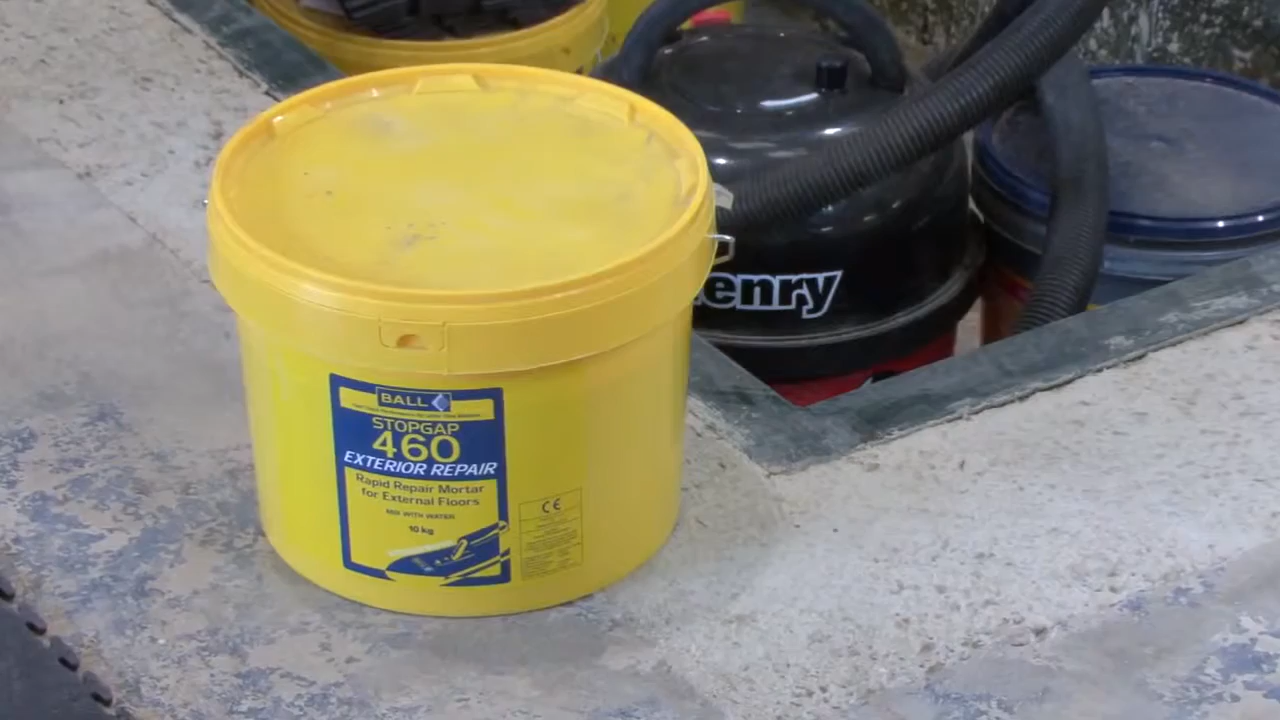 BALL
STOPGAP
460
EXTERIOR REPAIR
Rapid Repair Mortar
for External Floors
MIX WITH WATER
10 kg
CE
enry